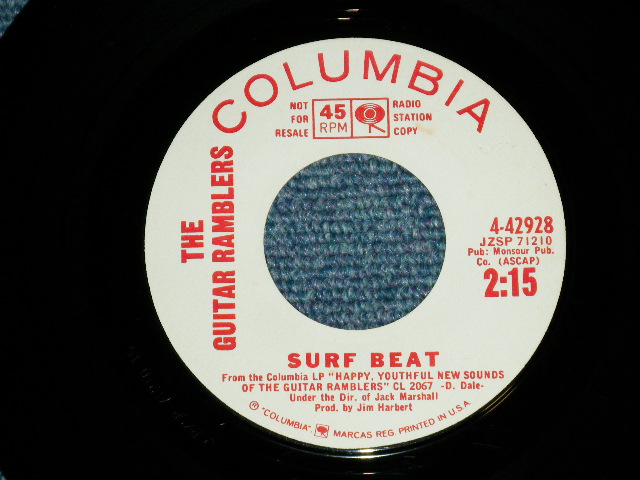 COLUMBIA
NOT FOR RESALE
45 RPM
RADIO STATION COPY
THE
GUITAR RAMBLERS
4-42928
JZSP 71210
Pub: Monsour Pub.
Co. (ASCAP)
2:15
SURF BEAT
From the Columbia LP "HAPPY, YOUTHFUL NEW SOUNDS
OF THE GUITAR RAMBLERS" CL 2067 -D. Dale-
Under the Dir. of Jack Marshall
Prod. by Jim Harbert
® "COLUMBIA", MARCAS REG. PRINTED IN U.S.A.